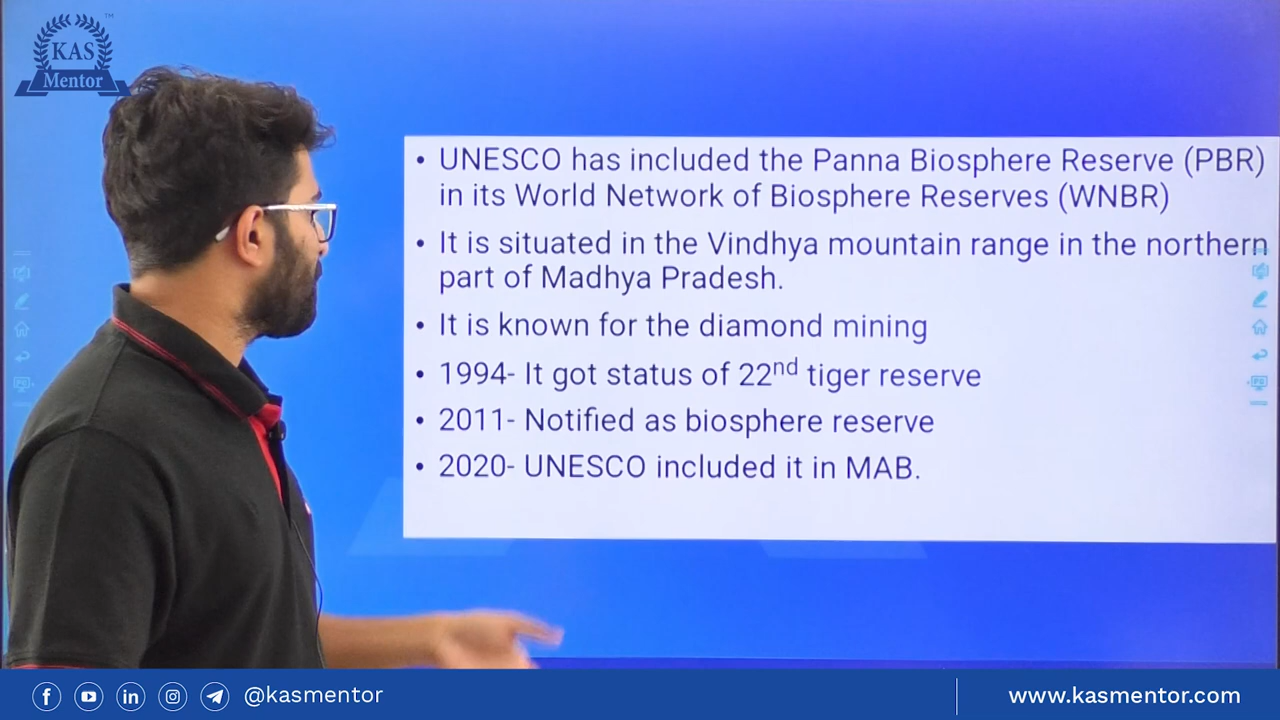 KAS
Mentor
TM
• UNESCO has included the Panna Biosphere Reserve (PBR)
in its World Network of Biosphere Reserves (WNBR)
• It is situated in the Vindhya mountain range in the northern
part of Madhya Pradesh.
• It is known for the diamond mining
• 1994- It got status of 22nd tiger reserve
• 2011- Notified as biosphere reserve
• 2020- UNESCO included it in MAB.
@kasmentor
www.kasmentor.com